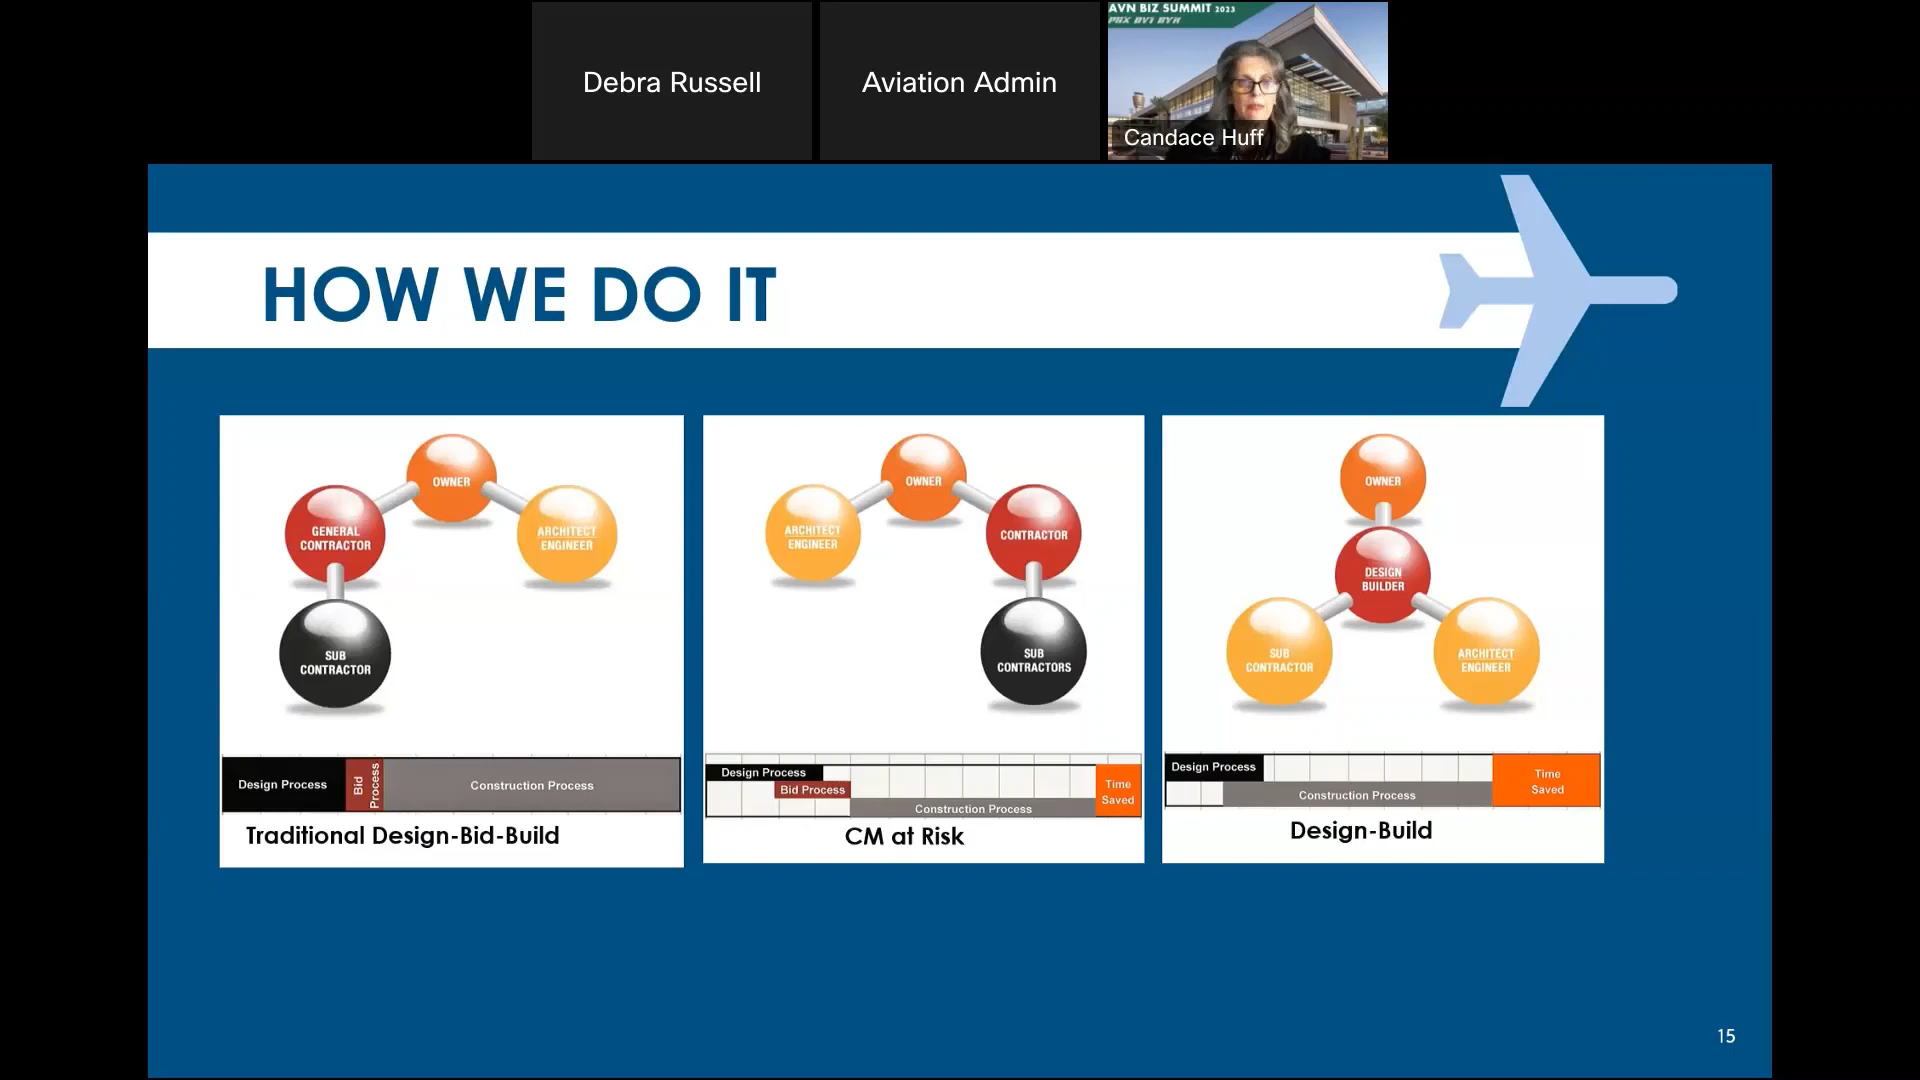 Debra Russell
Aviation Admin
AVN BIZ SUMMIT 2023
Candace Huff
HOW WE DO IT
OWNER
GENERAL
CONTRACTOR
ARCHITECT
ENGINEER
SUB
CONTRACTOR
Design Process
Bid
Process
Construction Process
Traditional Design-Bid-Build
OWNER
ARCHITECT
ENGINEER
CONTRACTOR
SUB
CONTRACTORS
Design Process
Bid Process
Construction Process
Time
Saved
CM at Risk
OWNER
DESIGN
BUILDER
SUB
CONTRACTOR
ARCHITECT
ENGINEER
Design Process
Construction Process
Time
Saved
Design-Build
15